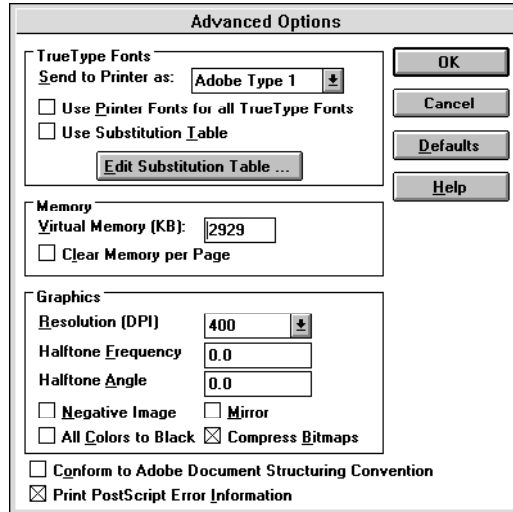 Advanced Options
TrueType Fonts
Send to Printer as: Adobe Type 1
Use Printer Fonts for all TrueType Fonts
Use Substitution Table
Edit Substitution Table ...
Memory
Virtual Memory (KB): 2929
Clear Memory per Page
Graphics
Resolution (DPI) 400
Halftone Frequency 0.0
Halftone Angle 0.0
Negative Image Mirror
All Colors to Black Compress Bitmaps
Conform to Adobe Document Structuring Convention
Print PostScript Error Information
OK
Cancel
Defaults
Help